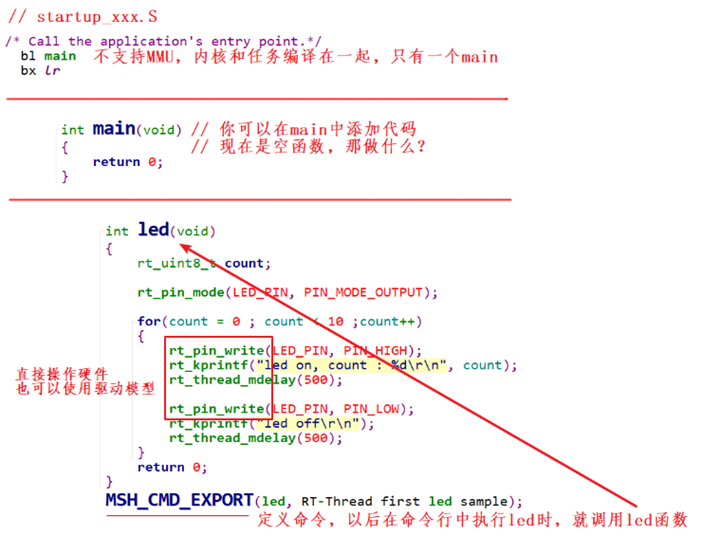 // startup_xxx.S
/* Call the application's entry point.*/
bl main 不支持MMU，内核和任务编译在一起，只有一个main
bx lr
int main(void) // 你可以在main中添加代码
{ // 现在是空函数，那做什么？
return 0;
}
int led(void)
{
rt_uint8_t count;
rt_pin_mode(LED_PIN, PIN_MODE_OUTPUT);
for(count = 0 ; count < 10 ;count++)
{
rt_pin_write(LED_PIN, PIN_HIGH);
rt_kprintf("led on, count : %d\r\n", count);
直接操作硬件
rt_thread_mdelay(500);
也可以使用驱动模型
rt_pin_write(LED_PIN, PIN_LOW);
rt_kprintf("led off\r\n");
rt_thread_mdelay(500);
}
return 0;
}
MSH_CMD_EXPORT(led, RT-Thread first led sample);
定义命令，以后在命令行中执行led时，就调用led函数